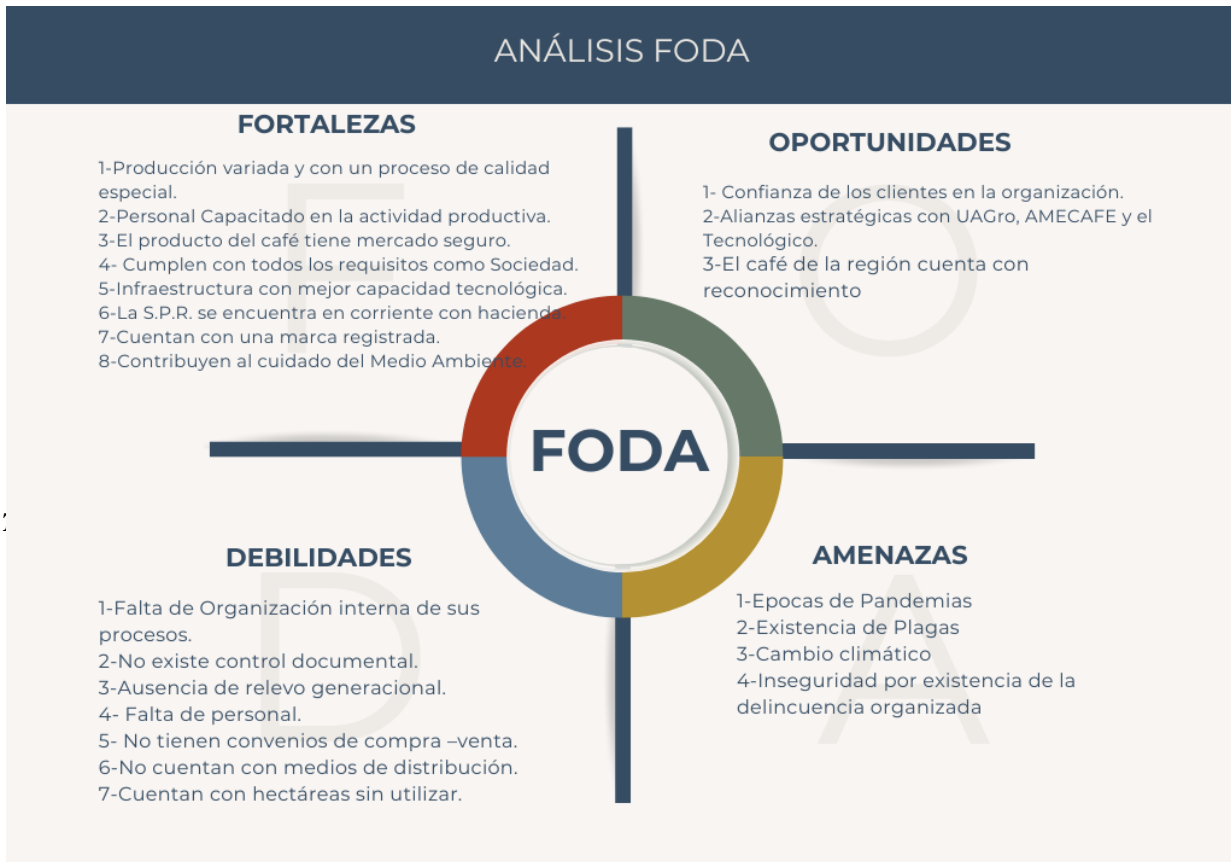 ANÁLISIS FODA
FORTALEZAS
1-Producción variada y con un proceso de calidad
especial.
2-Personal Capacitado en la actividad productiva.
3-El producto del café tiene mercado seguro.
4- Cumplen con todos los requisitos como Sociedad.
5-Infraestructura con mejor capacidad tecnológica.
6-La S.P.R. se encuentra en corriente con hacienda.
7-Cuentan con una marca registrada.
8-Contribuyen al cuidado del Medio Ambiente.
F
OPORTUNIDADES
1- Confianza de los clientes en la organización.
2-Alianzas estratégicas con UAGro, AMECAFE y el
Tecnológico.
3-El café de la región cuenta con
reconocimiento
O
FODA
DEBILIDADES
1-Falta de Organización interna de sus
procesos.
2-No existe control documental.
3-Ausencia de relevo generacional.
4- Falta de personal.
5- No tienen convenios de compra –venta.
6-No cuentan con medios de distribución.
7-Cuentan con hectáreas sin utilizar.
D
AMENAZAS
1-Epocas de Pandemias
2-Existencia de Plagas
3-Cambio climático
4-Inseguridad por existencia de la
delincuencia organizada
A